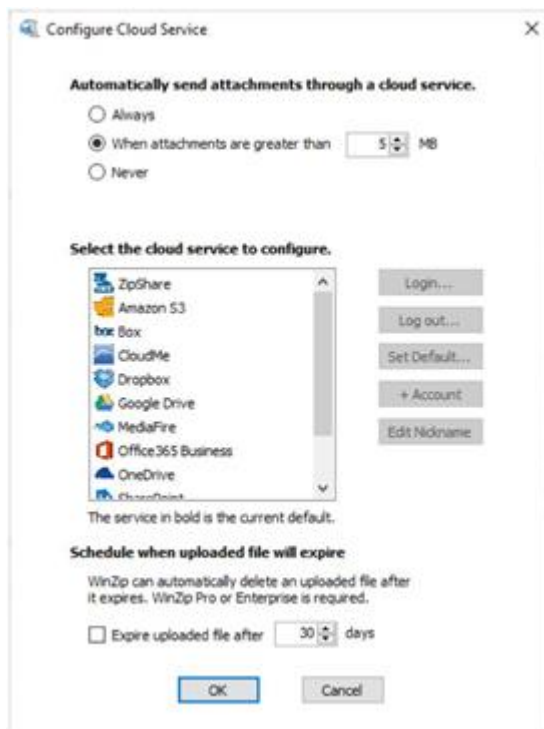 Configure Cloud Service
Automatically send attachments through a cloud service.
Always
When attachments are greater than 5 MB
Never
Select the cloud service to configure.
ZipShare
Amazon S3
box Box
CloudMe
Dropbox
Google Drive
MediaFire
Office365 Business
OneDrive
SharePoint
Login...
Log out...
Set Default...
+ Account
Edit Nickname
The service in bold is the current default.
Schedule when uploaded file will expire
WinZip can automatically delete an uploaded file after
it expires. WinZip Pro or Enterprise is required.
Expire uploaded file after 30 days
OK Cancel